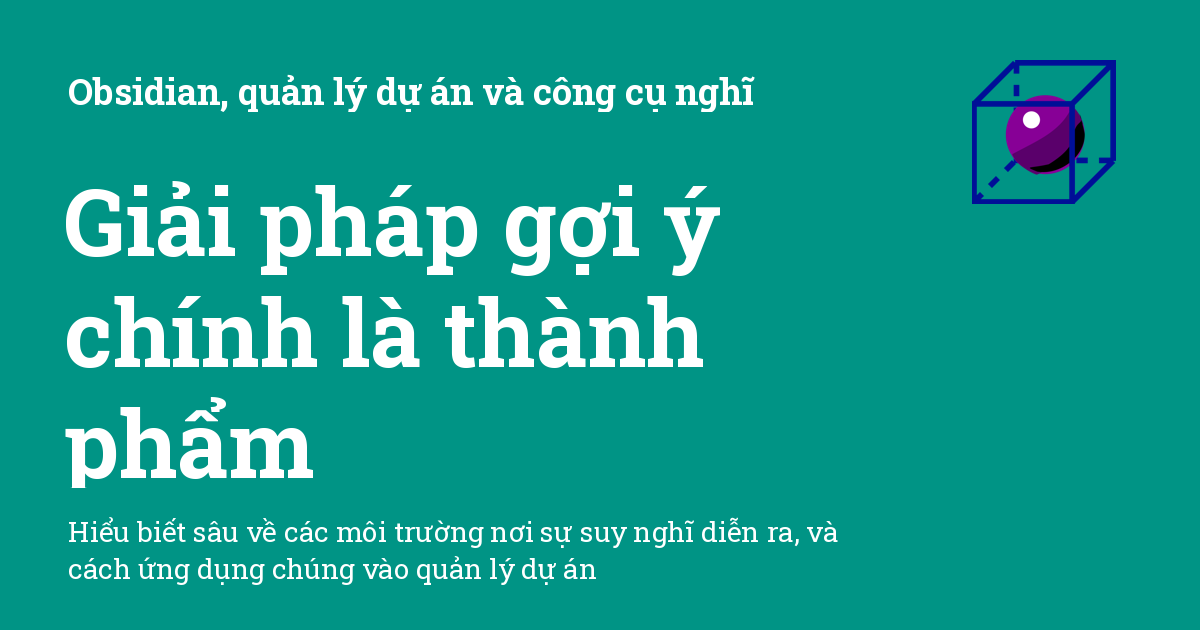 Obsidian, quản lý dự án và công cụ nghĩ
Giải pháp gợi ý
chính là thành
phẩm
Hiểu biết sâu về các môi trường nơi sự suy nghĩ diễn ra, và
cách ứng dụng chúng vào quản lý dự án